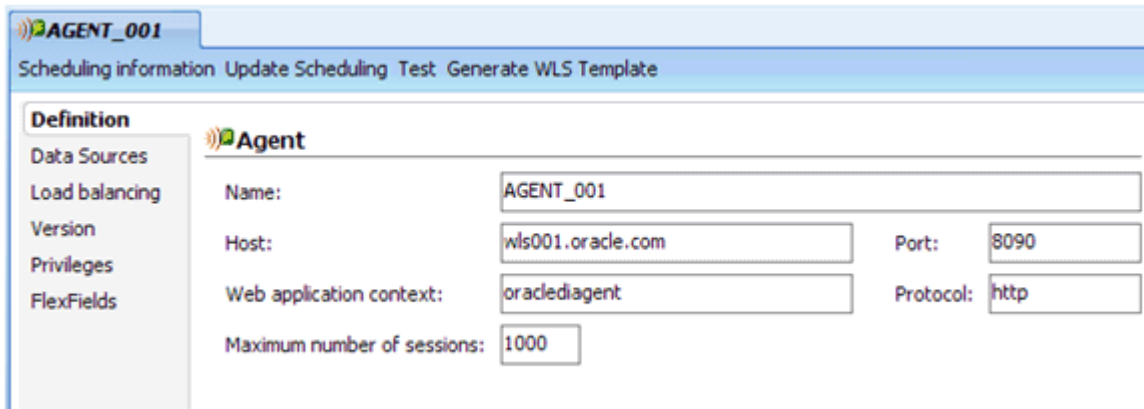 AGENT_001
Scheduling information Update Scheduling Test Generate WLS Template
Definition
Data Sources
Load balancing
Version
Privileges
FlexFields
Agent
Name: AGENT_001
Host: wls001.oracle.com Port: 8090
Web application context: oraclediagent Protocol: http
Maximum number of sessions: 1000